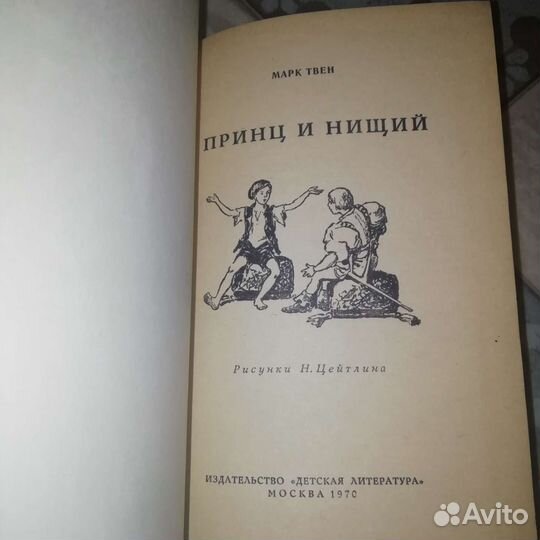 МАРК ТВЕН
ПРИНЦ И НИЩИЙ
Рисунки Н. Цейтлина
ИЗДАТЕЛЬСТВО «ДЕТСКАЯ ЛИТЕРАТУРА»
МОСКВА 1970
Avito